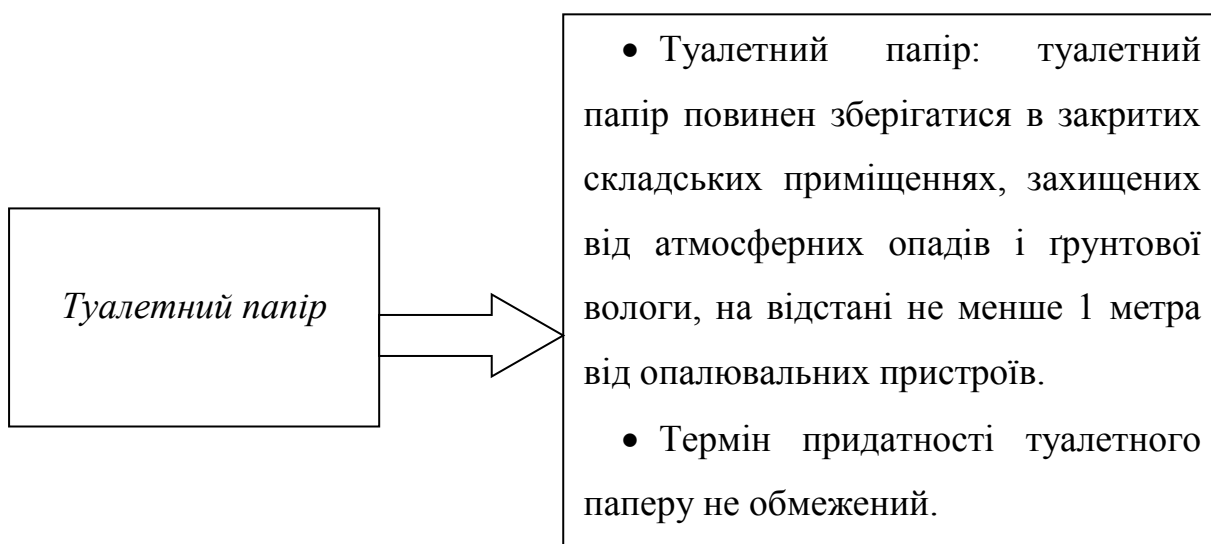 Туалетний папір
• Туалетний папір: туалетний
папір повинен зберігатися в закритих
складських приміщеннях, захищених
від атмосферних опадів і ґрунтової
вологи, на відстані не менше 1 метра
від опалювальних пристроїв.
• Термін придатності туалетного
паперу не обмежений.